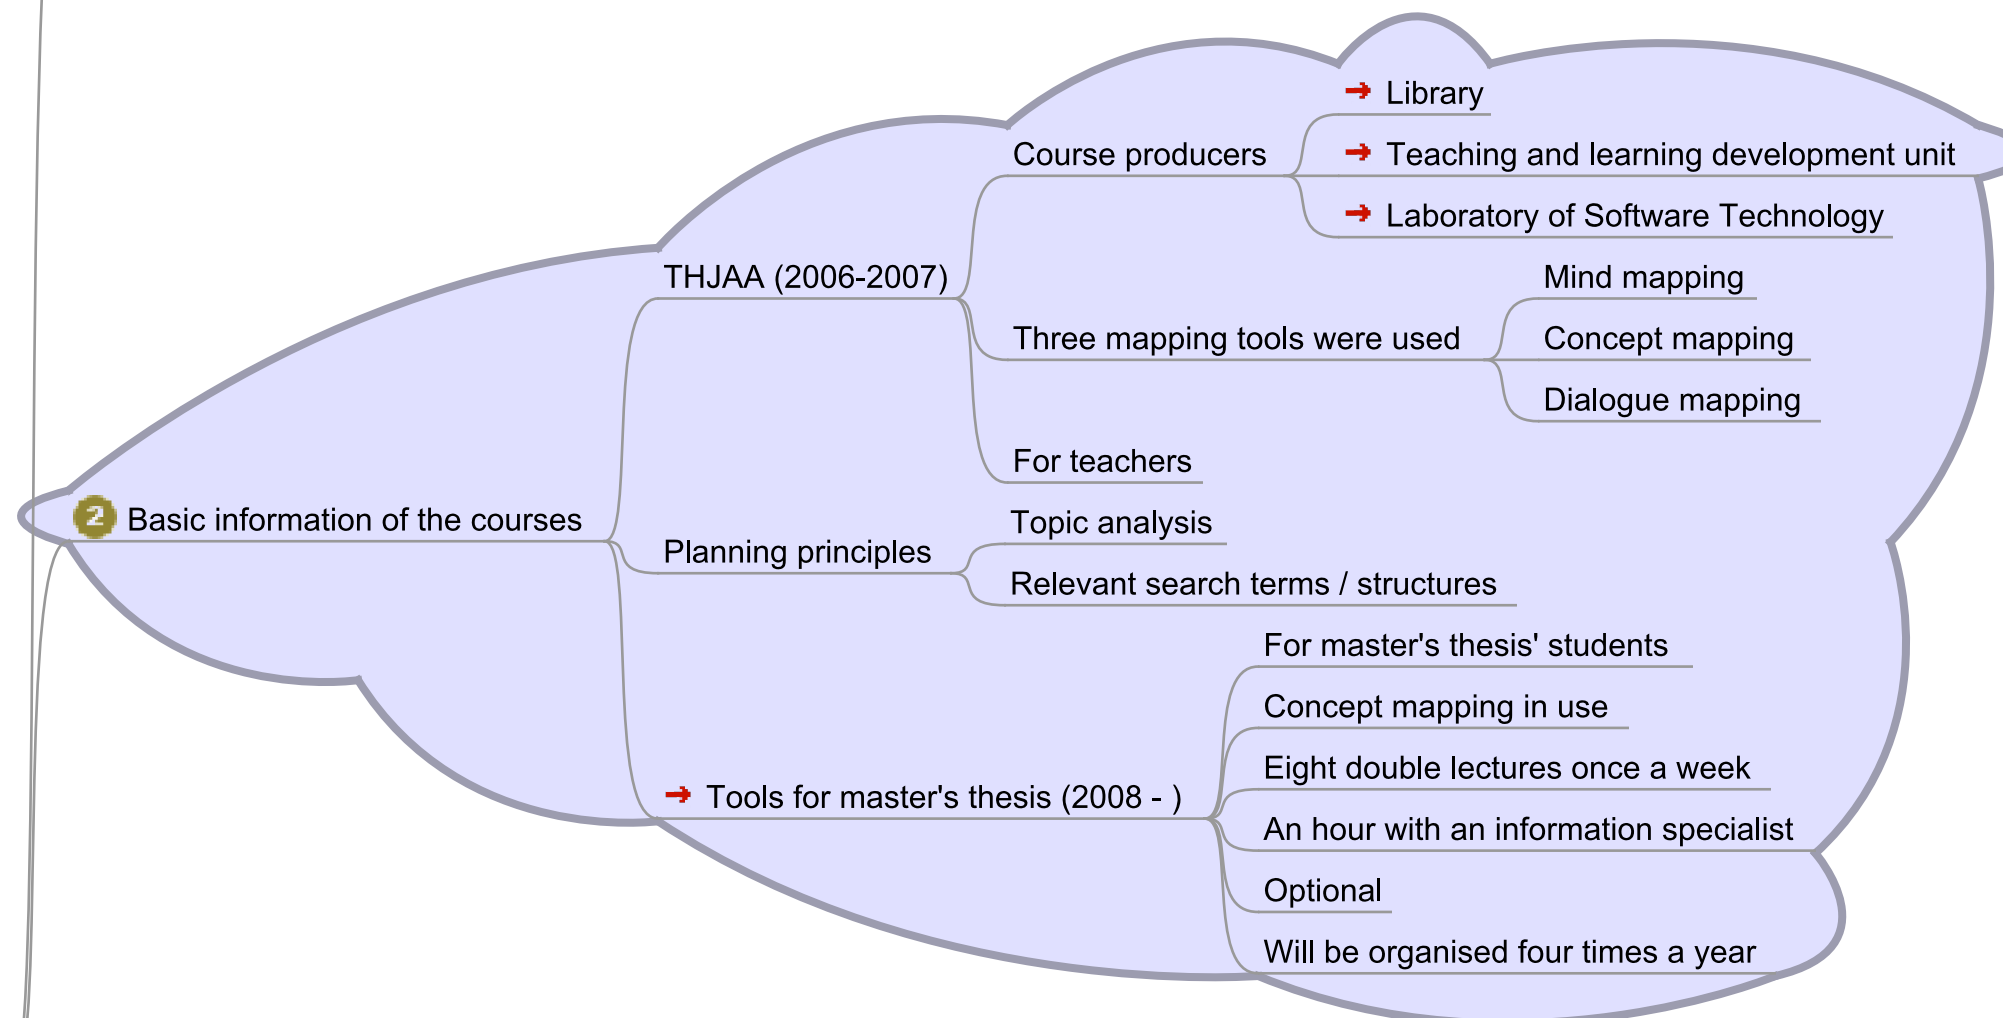 Library
Course producers
Teaching and learning development unit
Laboratory of Software Technology
THJAA (2006-2007)
Mind mapping
Three mapping tools were used
Concept mapping
Dialogue mapping
For teachers
2 Basic information of the courses
Topic analysis
Planning principles
Relevant search terms / structures
For master's thesis' students
Concept mapping in use
Eight double lectures once a week
Tools for master's thesis (2008 - )
An hour with an information specialist
Optional
Will be organised four times a year